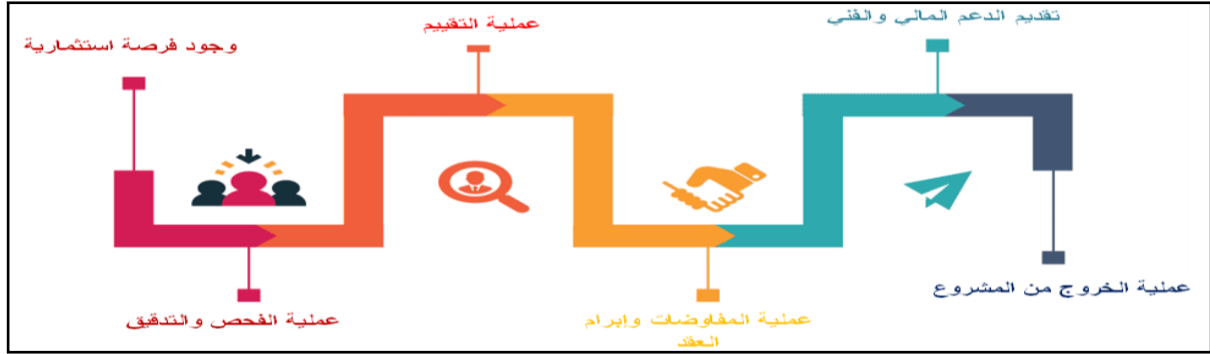 وجود فرصة استثمارية
عملية الفحص والتدقيق
عملية التقييم
عملية المفاوضات وإبرام
العقد
تقديم الدعم المالي والفني
عملية الخروج من المشروع